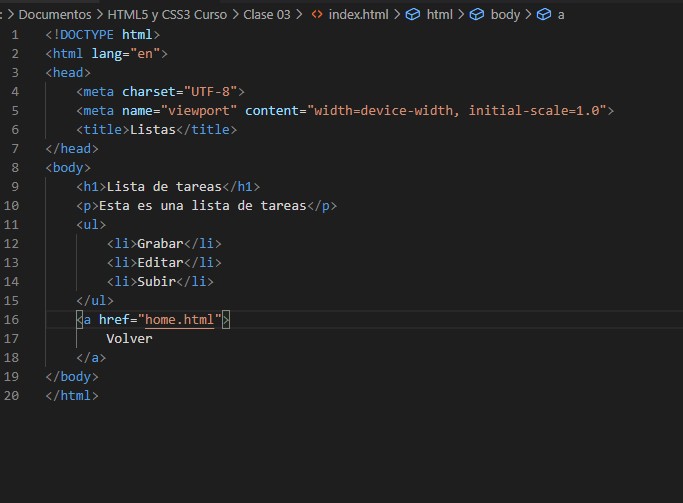 : > Documentos > HTML5 y CSS3 Curso > Clase 03 > <> index.html > html > body > a
1 <!DOCTYPE html>
2 <html lang="en">
3 <head>
4     <meta charset="UTF-8">
5     <meta name="viewport" content="width=device-width, initial-scale=1.0">
6     <title>Listas</title>
7 </head>
8 <body>
9     <h1>Lista de tareas</h1>
10     <p>Esta es una lista de tareas</p>
11     <ul>
12         <li>Grabar</li>
13         <li>Editar</li>
14         <li>Subir</li>
15     </ul>
16     <a href="home.html">
17         Volver
18     </a>
19 </body>
20 </html>